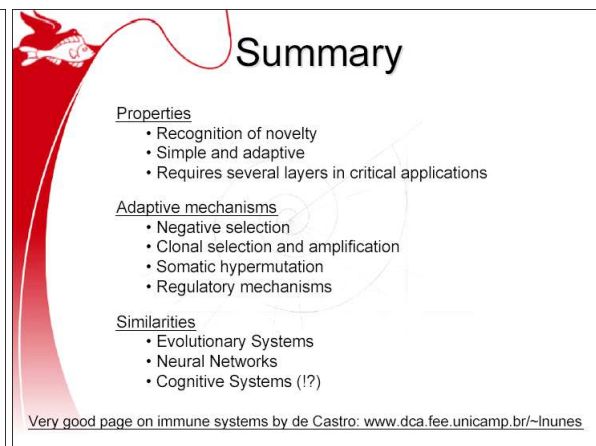 Summary
Properties
• Recognition of novelty
• Simple and adaptive
• Requires several layers in critical applications
Adaptive mechanisms
• Negative selection
• Clonal selection and amplification
• Somatic hypermutation
• Regulatory mechanisms
Similarities
• Evolutionary Systems
• Neural Networks
• Cognitive Systems (!?)
Very good page on immune systems by de Castro: www.dca.fee.unicamp.br/~lnunes